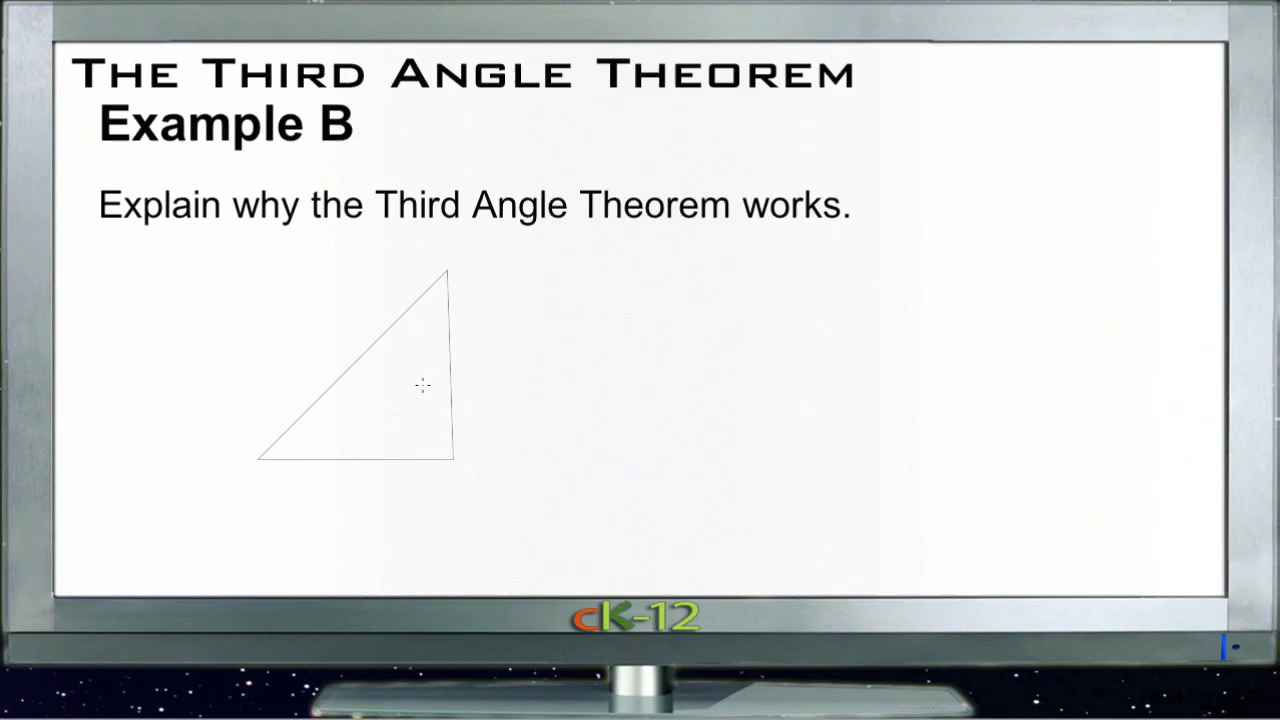 THE THIRD ANGLE THEOREM
Example B
Explain why the Third Angle Theorem works.
cK-12